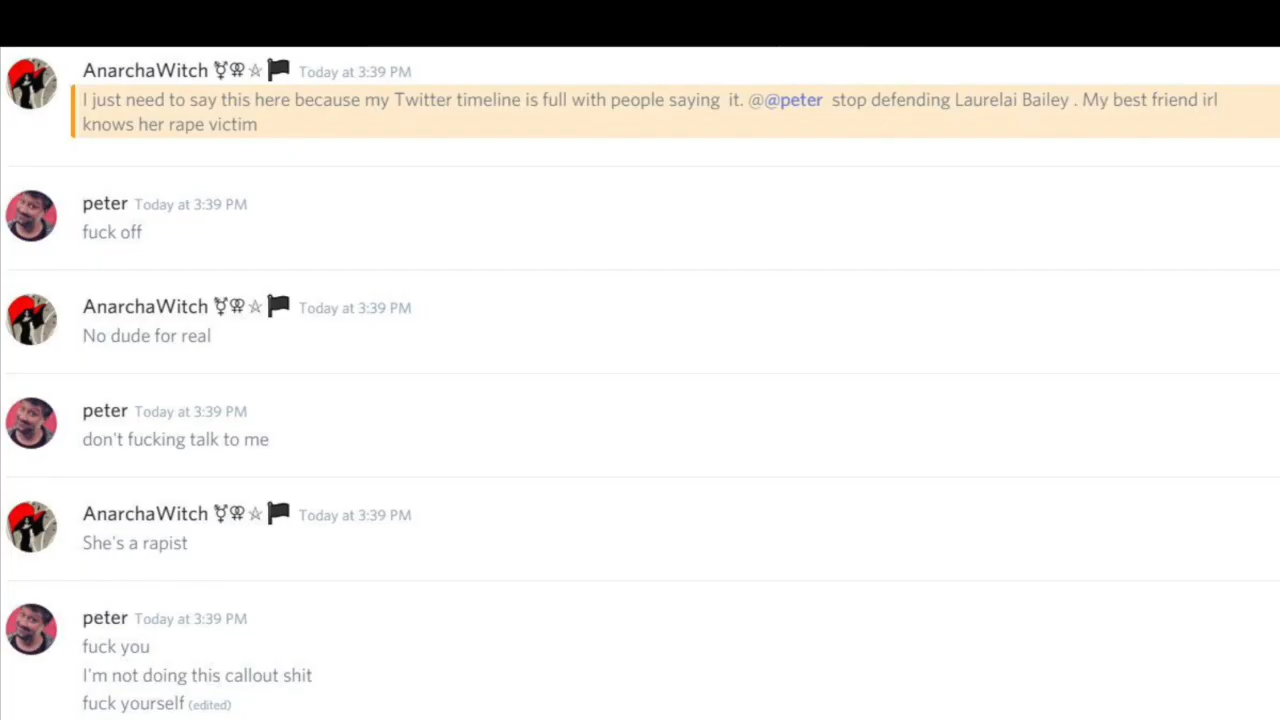 AnarchaWitch ⚧⚢☆🏴 Today at 3:39 PM
I just need to say this here because my Twitter timeline is full with people saying it. @@peter stop defending Laurelai Bailey . My best friend irl
knows her rape victim
peter Today at 3:39 PM
fuck off
AnarchaWitch ⚧⚢☆🏴 Today at 3:39 PM
No dude for real
peter Today at 3:39 PM
don't fucking talk to me
AnarchaWitch ⚧⚢☆🏴 Today at 3:39 PM
She's a rapist
peter Today at 3:39 PM
fuck you
I'm not doing this callout shit
fuck yourself (edited)